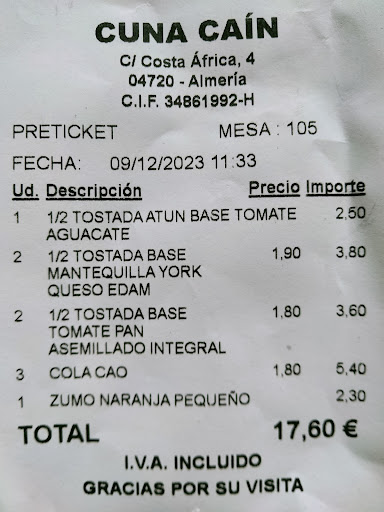 CUNA CAÍN
C/ Costa África, 4
04720 - Almería
C.I.F. 34861992-H
PRETICKET MESA : 105
FECHA: 09/12/2023 11:33
Ud. Descripción Precio Importe
1 1/2 TOSTADA ATUN BASE TOMATE 2,50
AGUACATE
2 1/2 TOSTADA BASE 1,90 3,80
MANTEQUILLA YORK
QUESO EDAM
2 1/2 TOSTADA BASE 1,80 3,60
TOMATE PAN
ASEMILLADO INTEGRAL
3 COLA CAO 1,80 5,40
1 ZUMO NARANJA PEQUEÑO 2,30
TOTAL 17,60 €
I.V.A. INCLUIDO
GRACIAS POR SU VISITA